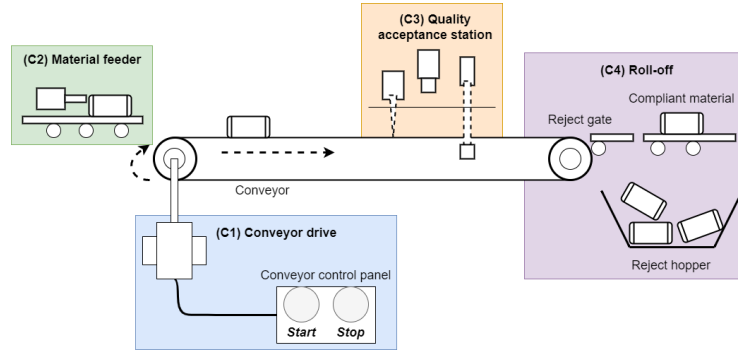 (C3) Quality
acceptance station
(C2) Material feeder
(C4) Roll-off
Compliant material
Reject gate
Conveyor
(C1) Conveyor drive
Conveyor control panel
Reject hopper
Start
Stop